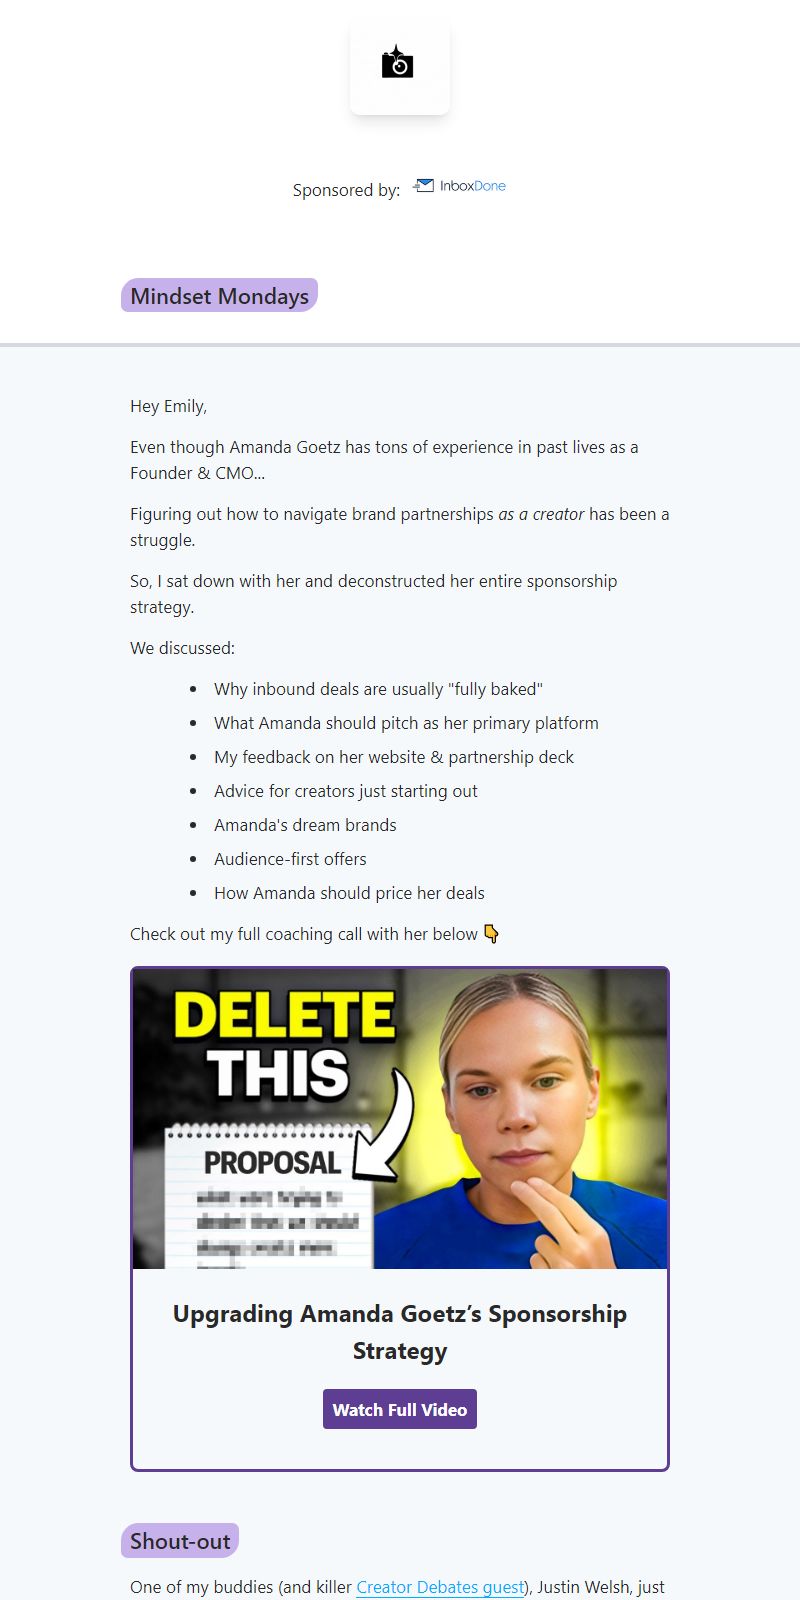 Sponsored by: InboxDone
Mindset Mondays
Hey Emily,
Even though Amanda Goetz has tons of experience in past lives as a
Founder & CMO...
Figuring out how to navigate brand partnerships as a creator has been a
struggle.
So, I sat down with her and deconstructed her entire sponsorship
strategy.
We discussed:
• Why inbound deals are usually "fully baked"
• What Amanda should pitch as her primary platform
• My feedback on her website & partnership deck
• Advice for creators just starting out
• Amanda's dream brands
• Audience-first offers
• How Amanda should price her deals
Check out my full coaching call with her below 👇
DELETE
THIS
PROPOSAL
Upgrading Amanda Goetz’s Sponsorship
Strategy
Watch Full Video
Shout-out
One of my buddies (and killer Creator Debates guest), Justin Welsh, just